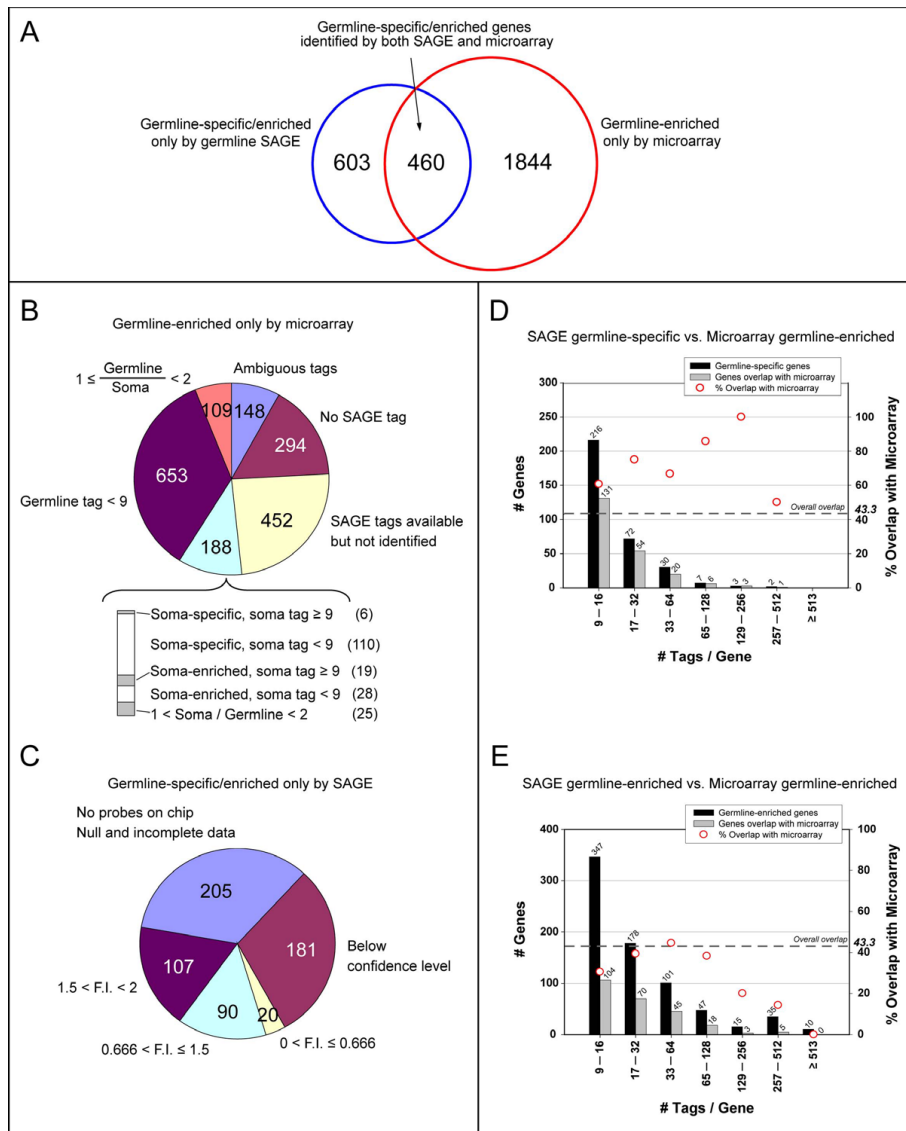 A
Germline-specific/enriched genes
identified by both SAGE and microarray
Germline-specific/enriched
only by germline SAGE
Germline-enriched
only by microarray
603
460
1844
B
Germline-enriched only by microarray
1 ≤ Germline / Soma < 2
Ambiguous tags
109
148
No SAGE tag
294
653
Germline tag < 9
452
SAGE tags available
but not identified
188
Soma-specific, soma tag ≥ 9 (6)
Soma-specific, soma tag < 9 (110)
Soma-enriched, soma tag ≥ 9 (19)
Soma-enriched, soma tag < 9 (28)
1 < Soma / Germline < 2 (25)
C
Germline-specific/enriched only by SAGE
No probes on chip
Null and incomplete data
205
181
Below
confidence level
107
1.5 < F.I. < 2
90
20
0.666 < F.I. ≤ 1.5
0 < F.I. ≤ 0.666
D
SAGE germline-specific vs. Microarray germline-enriched
Germline-specific genes
Genes overlap with microarray
% Overlap with microarray
# Genes
300
250
200
150
100
50
0
216
131
72
54
30
20
7
6
3
3
2
1
Overall overlap
43.3
100
80
60
40
20
0
% Overlap with Microarray
9 – 16
17 – 32
33 – 64
65 – 128
129 – 256
257 – 512
≥ 513
# Tags / Gene
E
SAGE germline-enriched vs. Microarray germline-enriched
Germline-enriched genes
Genes overlap with microarray
% Overlap with microarray
# Genes
400
300
200
100
0
347
104
178
70
101
45
47
18
15
3
35
5
10
0
Overall overlap
43.3
100
80
60
40
20
0
% Overlap with Microarray
9 – 16
17 – 32
33 – 64
65 – 128
129 – 256
257 – 512
≥ 513
# Tags / Gene